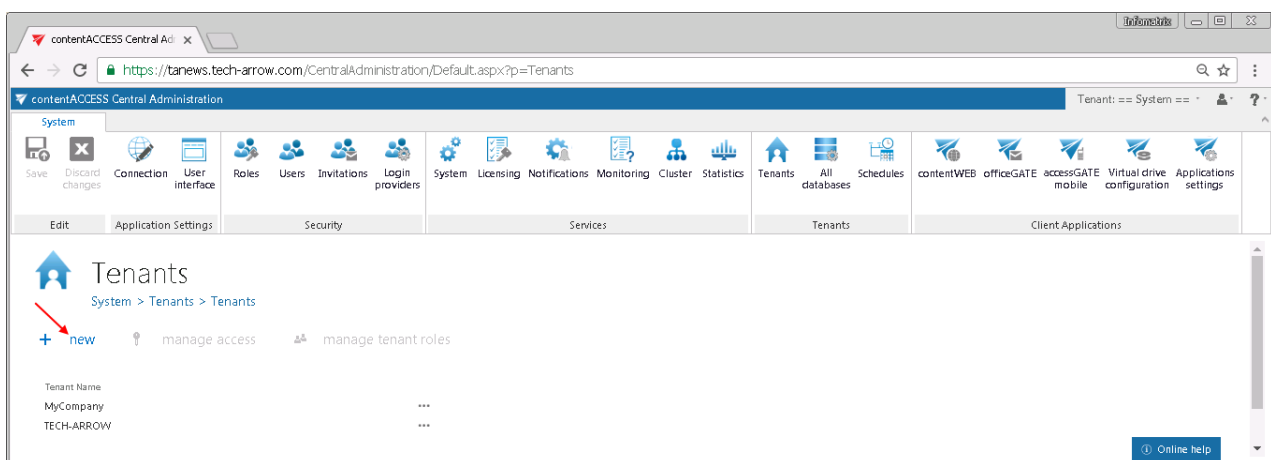 Infomatrix
contentACCESS Central Ad
https://tanews.tech-arrow.com/CentralAdministration/Default.aspx?p=Tenants
contentACCESS Central Administration
Tenant: == System ==
?
System
Save
Discard changes
Connection
User interface
Roles
Users
Invitations
Login providers
System
Licensing
Notifications
Monitoring
Cluster
Statistics
Tenants
All databases
Schedules
contentWEB
officeGATE
accessGATE mobile
Virtual drive configuration
Applications settings
Edit
Application Settings
Security
Services
Tenants
Client Applications
Tenants
System > Tenants > Tenants
+ new
manage access
manage tenant roles
Tenant Name
MyCompany ...
TECH-ARROW ...
Online help